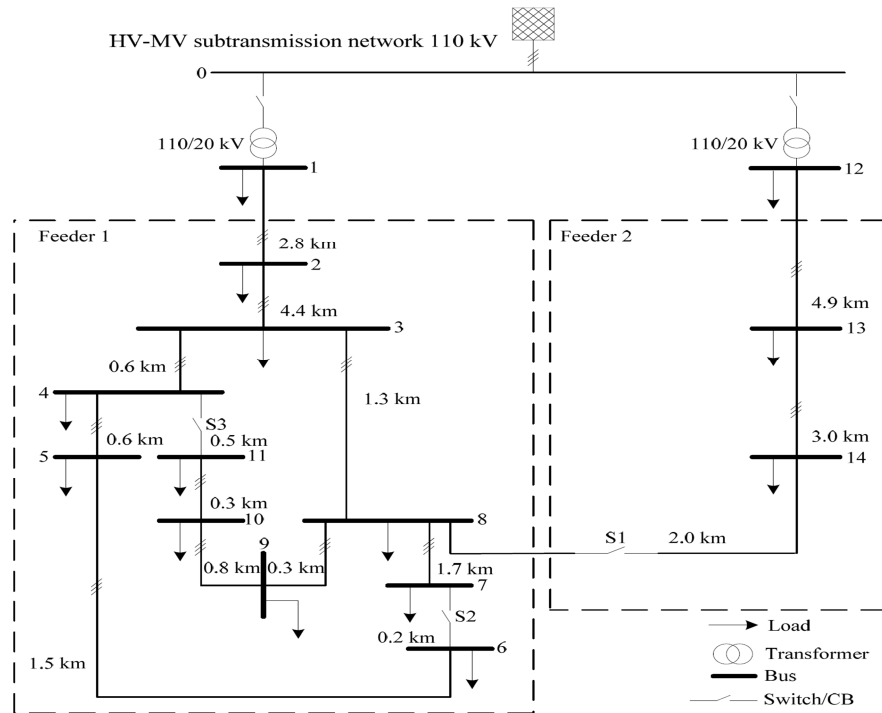 HV-MV subtransmission network 110 kV
0
110/20 kV
110/20 kV
1
12
Feeder 1
Feeder 2
2.8 km
2
4.4 km
4.9 km
3
13
0.6 km
1.3 km
4
S3
0.6 km
0.5 km
3.0 km
5
11
14
0.3 km
10
8
9
S1
2.0 km
0.8 km
0.3 km
1.7 km
7
S2
0.2 km
6
1.5 km
Load
Transformer
Bus
Switch/CB